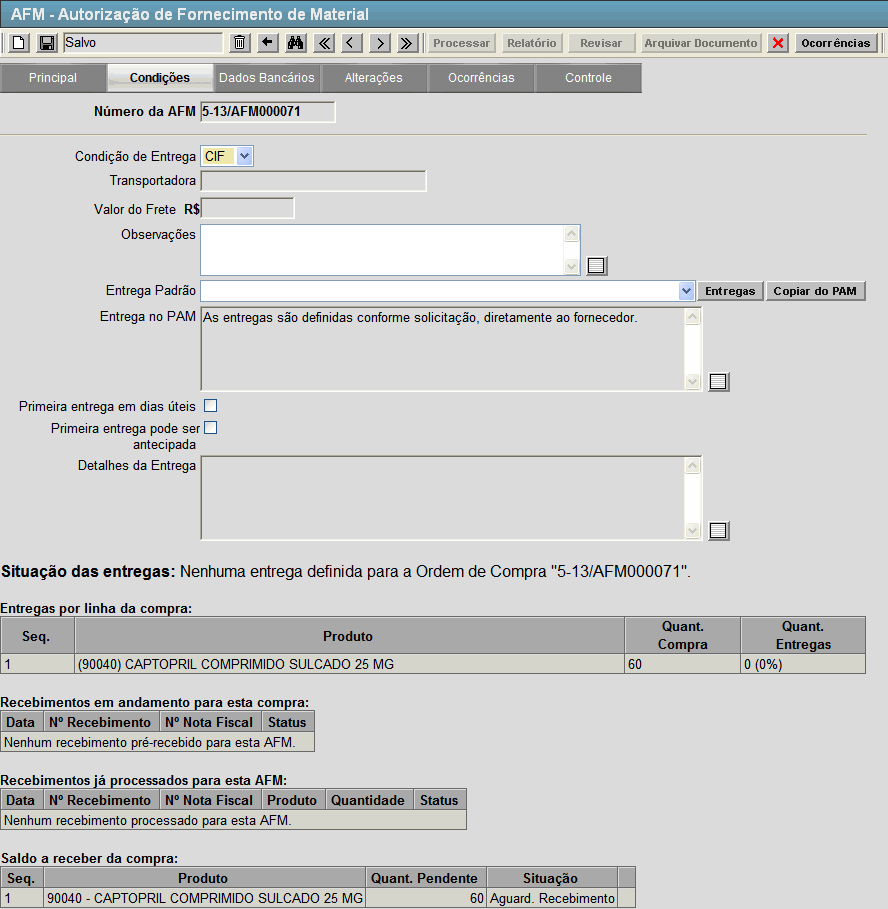 AFM - Autorização de Fornecimento de Material
Salvo Processar Relatório Revisar Arquivar Documento Ocorrências
Principal Condições Dados Bancários Alterações Ocorrências Controle
Número da AFM 5-13/AFM000071
Condição de Entrega CIF
Transportadora
Valor do Frete R$
Observações
Entrega Padrão Entregas Copiar do PAM
Entrega no PAM As entregas são definidas conforme solicitação, diretamente ao fornecedor.
Primeira entrega em dias úteis
Primeira entrega pode ser
antecipada
Detalhes da Entrega
Situação das entregas: Nenhuma entrega definida para a Ordem de Compra "5-13/AFM000071".
Entregas por linha da compra:
Seq. Produto Quant. Compra Quant. Entregas
1 (90040) CAPTOPRIL COMPRIMIDO SULCADO 25 MG 60 0 (0%)
Recebimentos em andamento para esta compra:
Data Nº Recebimento Nº Nota Fiscal Status
Nenhum recebimento pré-recebido para esta AFM.
Recebimentos já processados para esta AFM:
Data Nº Recebimento Nº Nota Fiscal Produto Quantidade Status
Nenhum recebimento processado para esta AFM.
Saldo a receber da compra:
Seq. Produto Quant. Pendente Situação
1 90040 - CAPTOPRIL COMPRIMIDO SULCADO 25 MG 60 Aguard. Recebimento